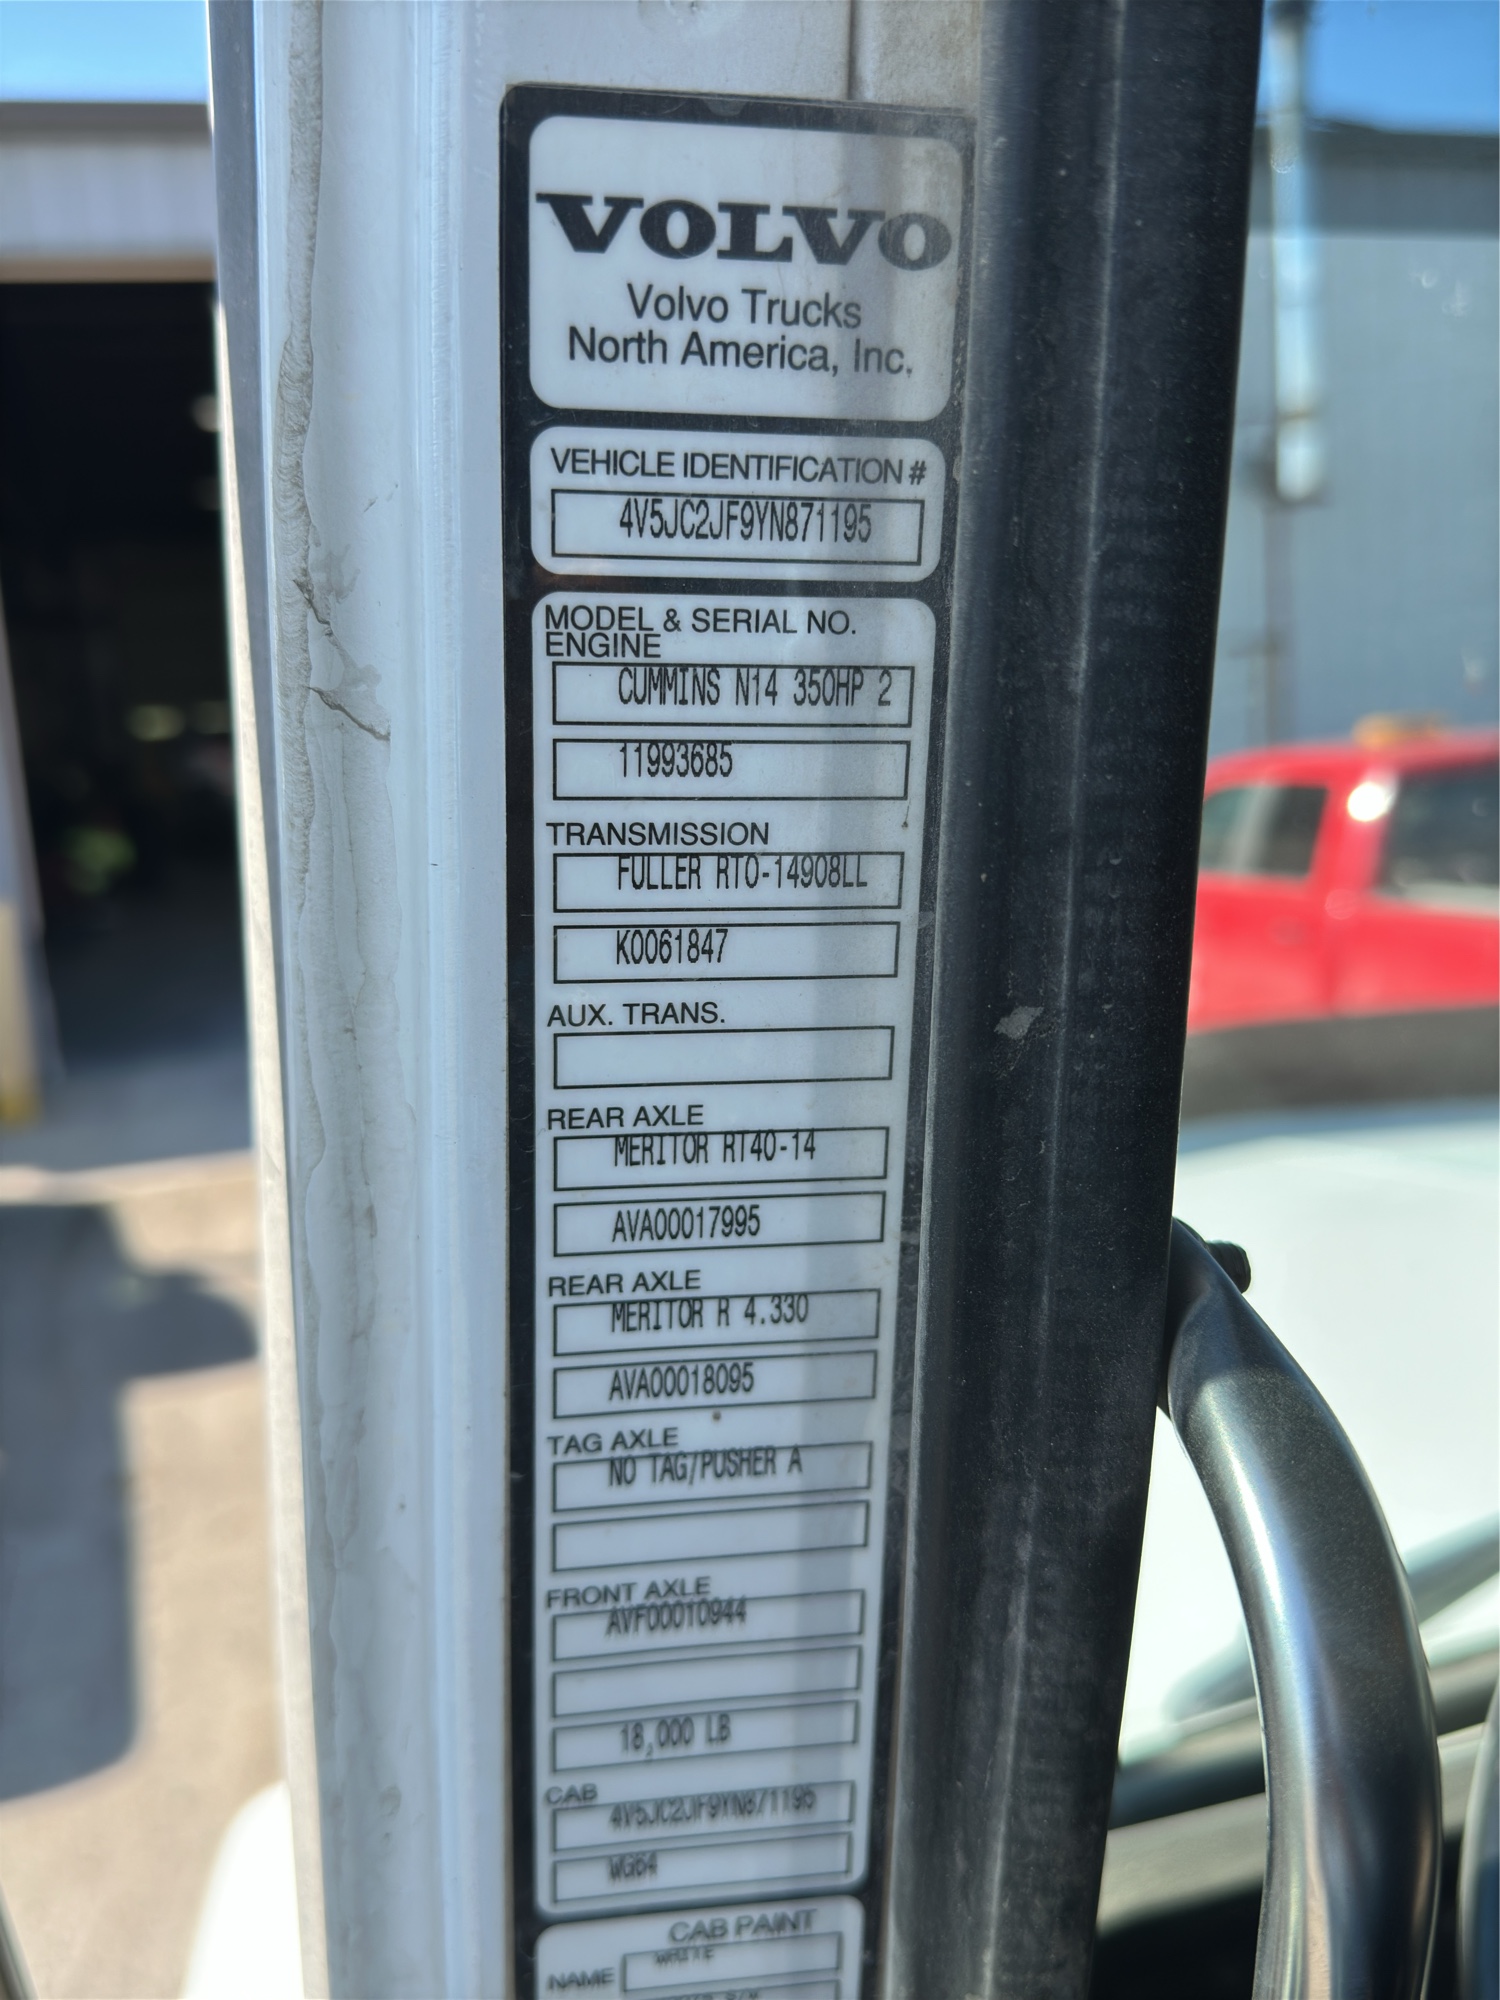 VOLVO
Volvo Trucks
North America, Inc.
VEHICLE IDENTIFICATION #
4V5JC2JF9YN871195
MODEL & SERIAL NO.
ENGINE
CUMMINS N14 350HP 2
11993685
TRANSMISSION
FULLER RTO-14908LL
K0061847
AUX. TRANS.
REAR AXLE
MERITOR RT40-14
AVA00017995
REAR AXLE
MERITOR R 4.330
AVA00018095
TAG AXLE
NO TAG/PUSHER A
FRONT AXLE
AVF00010944
18,000 LB
CAB
4V5JC2JF9YN871195
WG64
CAB PAINT
NAME WHITE